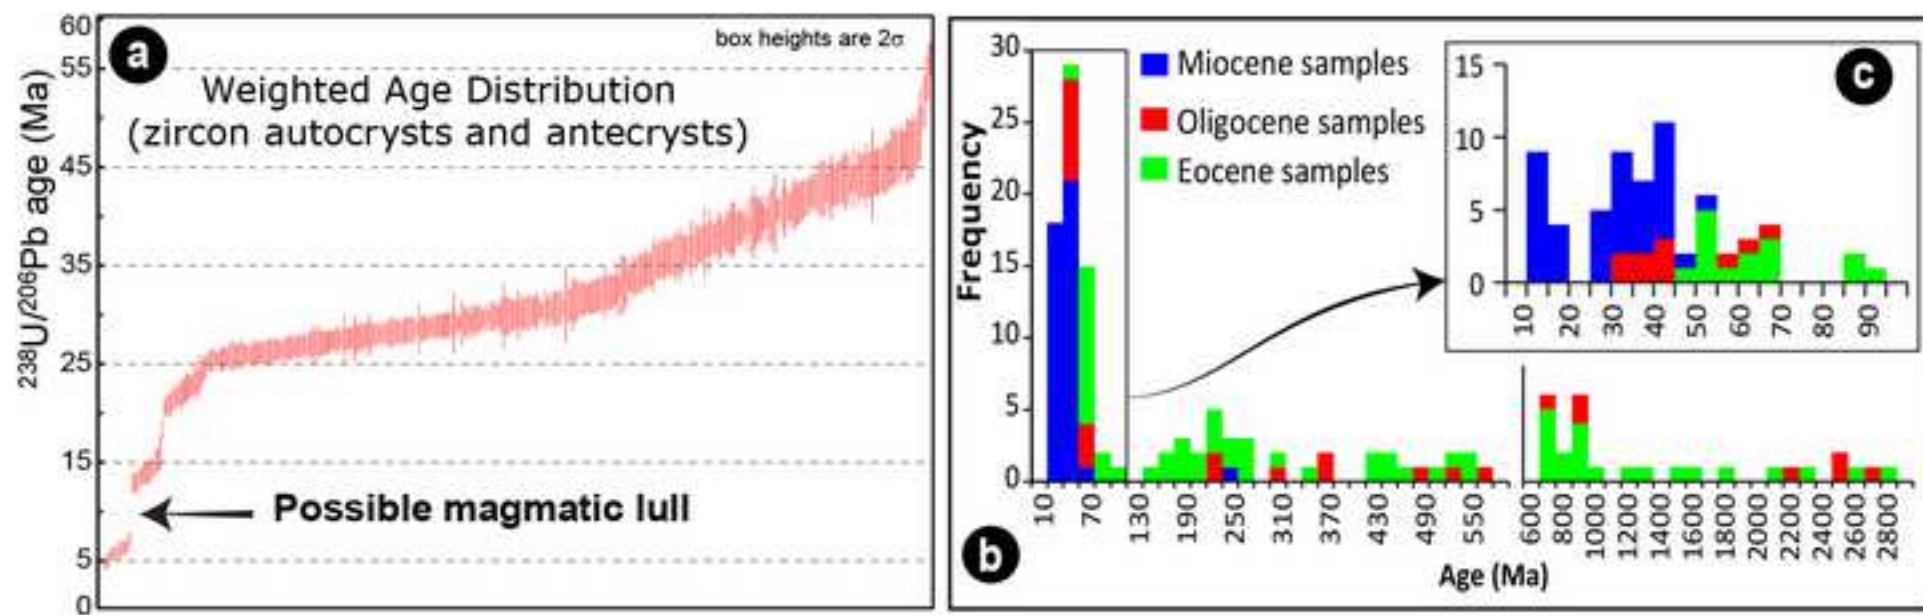 a
box heights are 2σ
Weighted Age Distribution
(zircon autocrysts and antecrysts)
238U/206Pb age (Ma)
60
55
45
35
25
15
5
0
Possible magmatic lull
b
Frequency
30
25
20
15
10
5
0
Miocene samples
Oligocene samples
Eocene samples
10 70 130 190 250 310 370 430 490 550
600 800 1000 1200 1400 1600 1800 2000 2200 2400 2600 2800
Age (Ma)
c
15
10
5
0
10 20 30 40 50 60 70 80 90